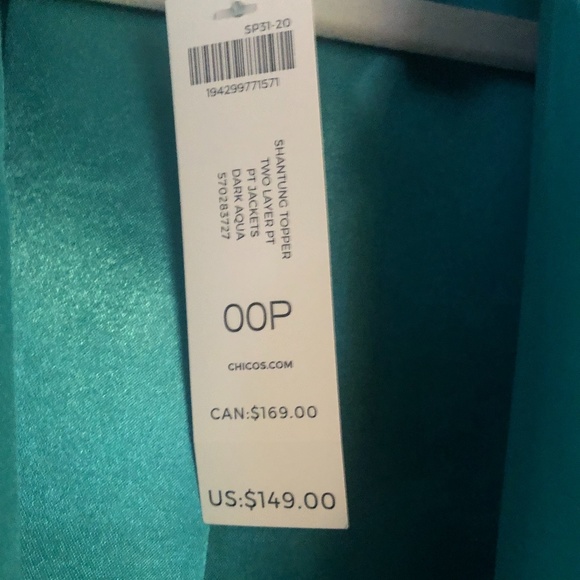 SP31-20
194299771571
SHANTUNG TOPPER
TWO LAYER PT
PT JACKETS
DARK AQUA
570283727
00P
CHICOS.COM
CAN:$169.00
US:$149.00